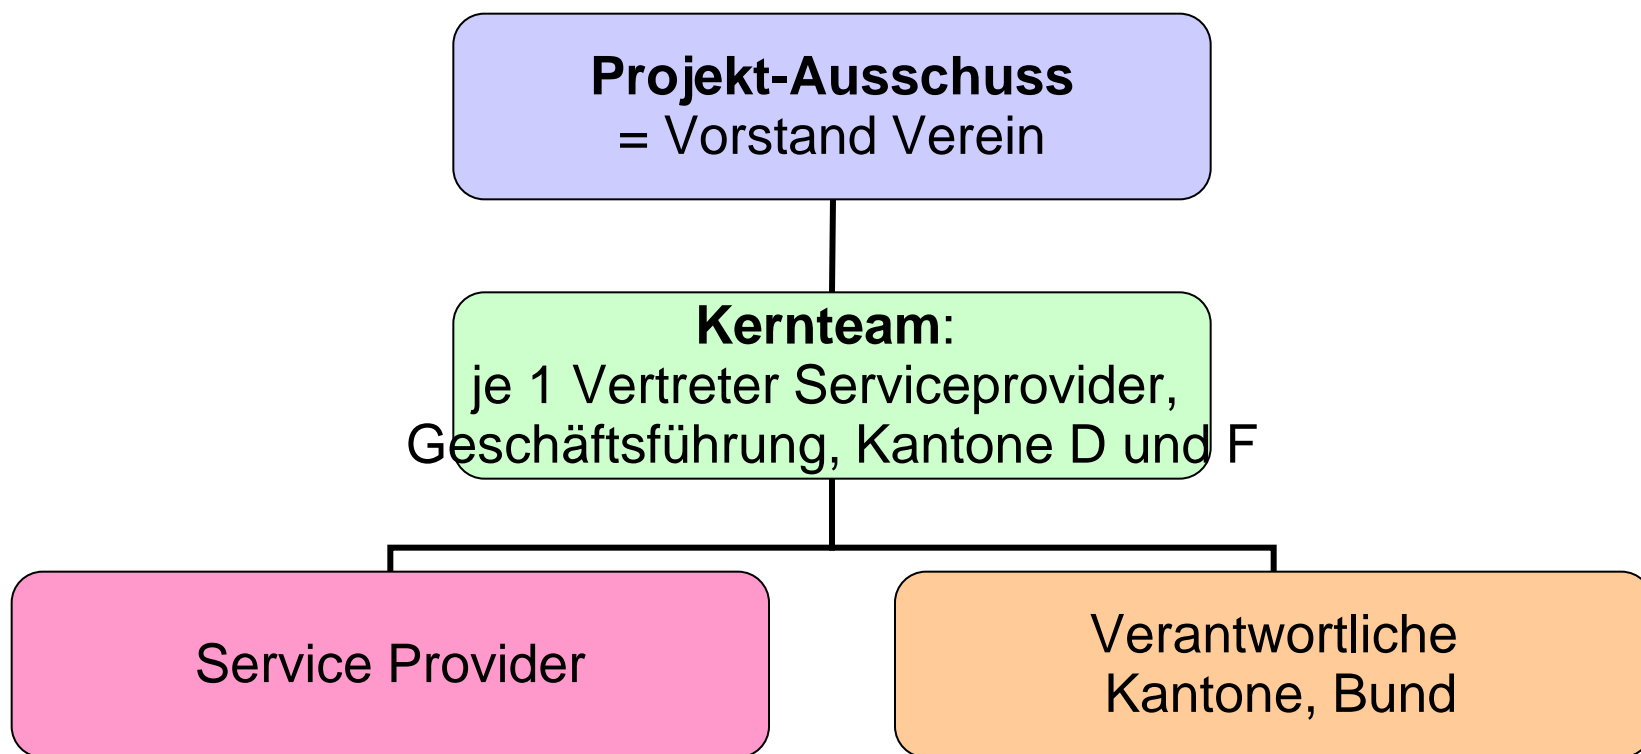 Projekt-Ausschuss
= Vorstand Verein
Kernteam:
je 1 Vertreter Serviceprovider,
Geschäftsführung, Kantone D und F
Service Provider
Verantwortliche
Kantone, Bund